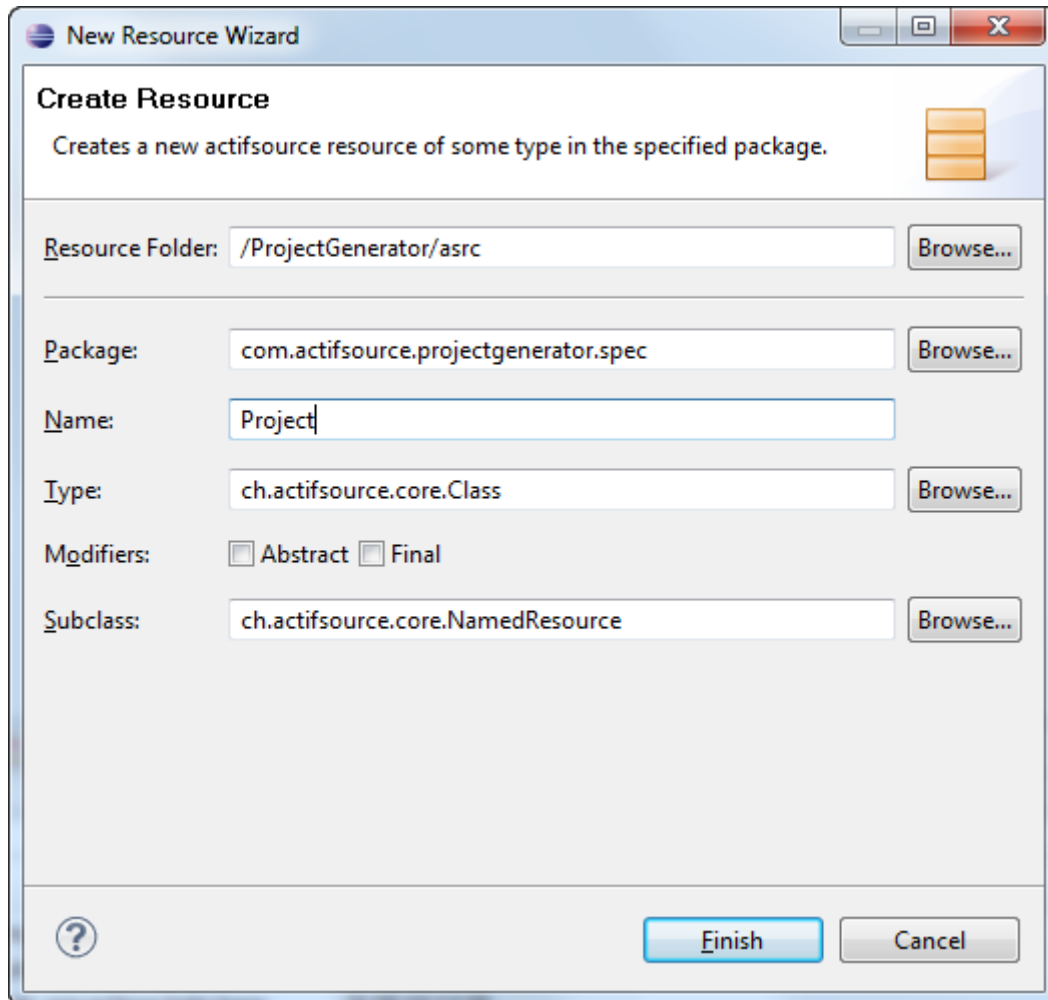 New Resource Wizard
Create Resource
Creates a new actifsource resource of some type in the specified package.
Resource Folder: /ProjectGenerator/asrc Browse...
Package: com.actifsource.projectgenerator.spec Browse...
Name: Project
Type: ch.actifsource.core.Class Browse...
Modifiers: Abstract Final
Subclass: ch.actifsource.core.NamedResource Browse...
? Finish Cancel